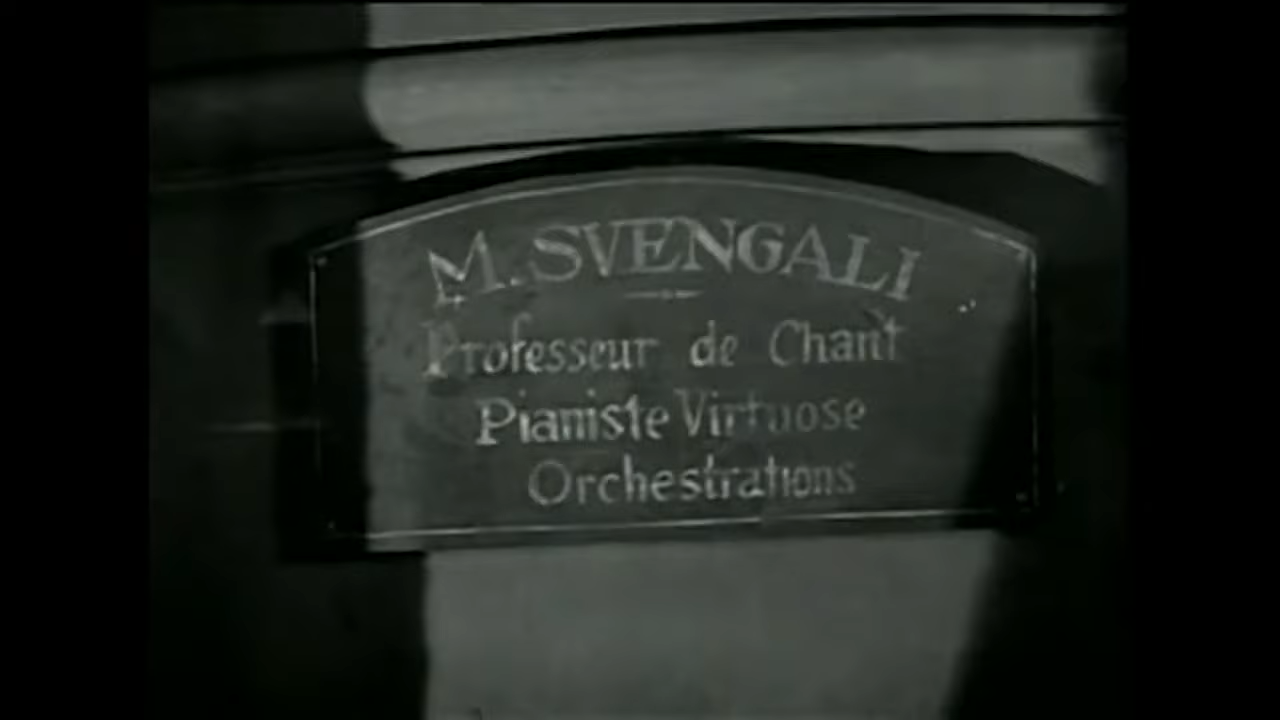 M. SVENGALI
Professeur de Chant
Pianiste Virtuose
Orchestrations